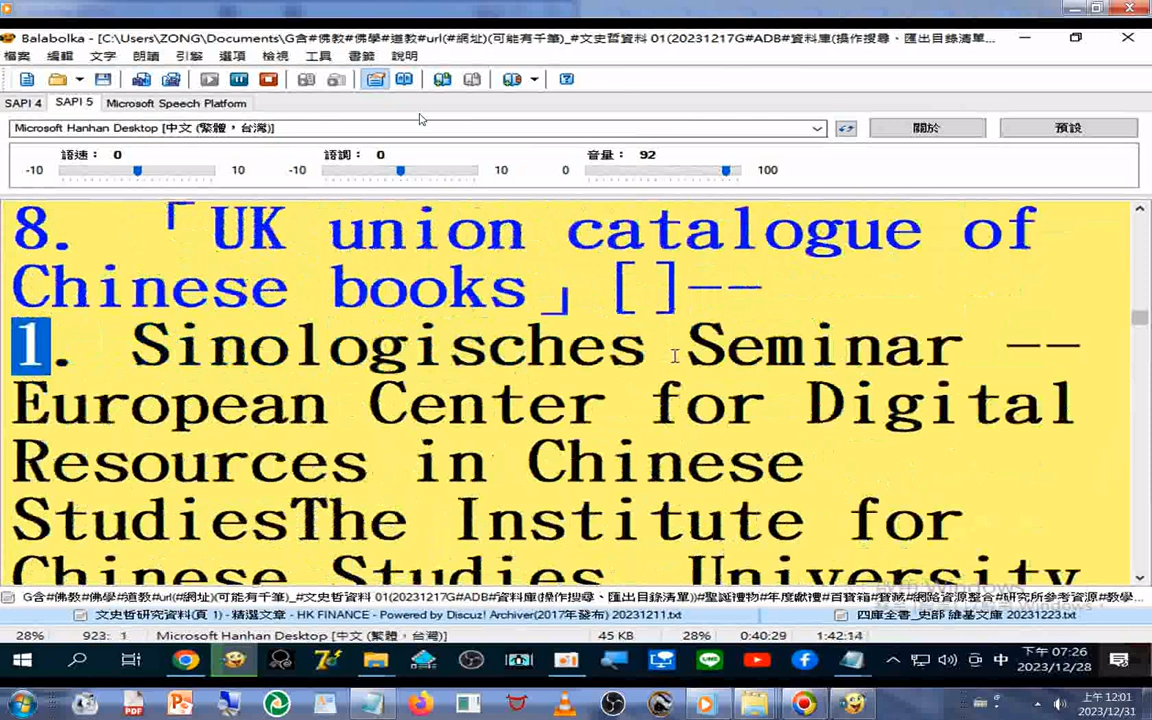 Balabolka - [C:\Users\ZONG\Documents\G含#佛教#佛學#道教#url(#網址)(可能有千筆)_#文史哲資料 01(20231217G#ADB#資料庫(操作搜尋、匯出目錄清單...
檔案 編輯 文字 朗讀 引擎 選項 檢視 工具 書籤 說明
SAPI 4 SAPI 5 Microsoft Speech Platform
Microsoft Hanhan Desktop [中文 (繁體，台灣)] 關於 預設
語速： 0 語調： 0 音量： 92
-10 10 -10 10 0 100
8. 「UK union catalogue of
Chinese books」[]--
1. Sinologisches Seminar --
European Center for Digital
Resources in Chinese
StudiesThe Institute for
Chinese Studies, University
G含#佛教#佛學#道教#url(#網址)(可能有千筆)_#文史哲資料 01(20231217G#ADB#資料庫(操作搜尋、匯出目錄清單))#聖誕禮物#年度獻禮#百寶箱#寶藏#網路資源整合#研究所參考資源#教學...
文史哲研究資料(頁 1) - 精選文章 - HK FINANCE - Powered by Discuz! Archiver(2017年發布) 20231211.txt 四庫全書_史部 維基文庫 20231223.txt
28% 923: 1 Microsoft Hanhan Desktop [中文 (繁體，台灣)] 45 KB 28% 0:40:29 1:42:14
中 下午 07:26
2023/12/28
上午 12:01
2023/12/31